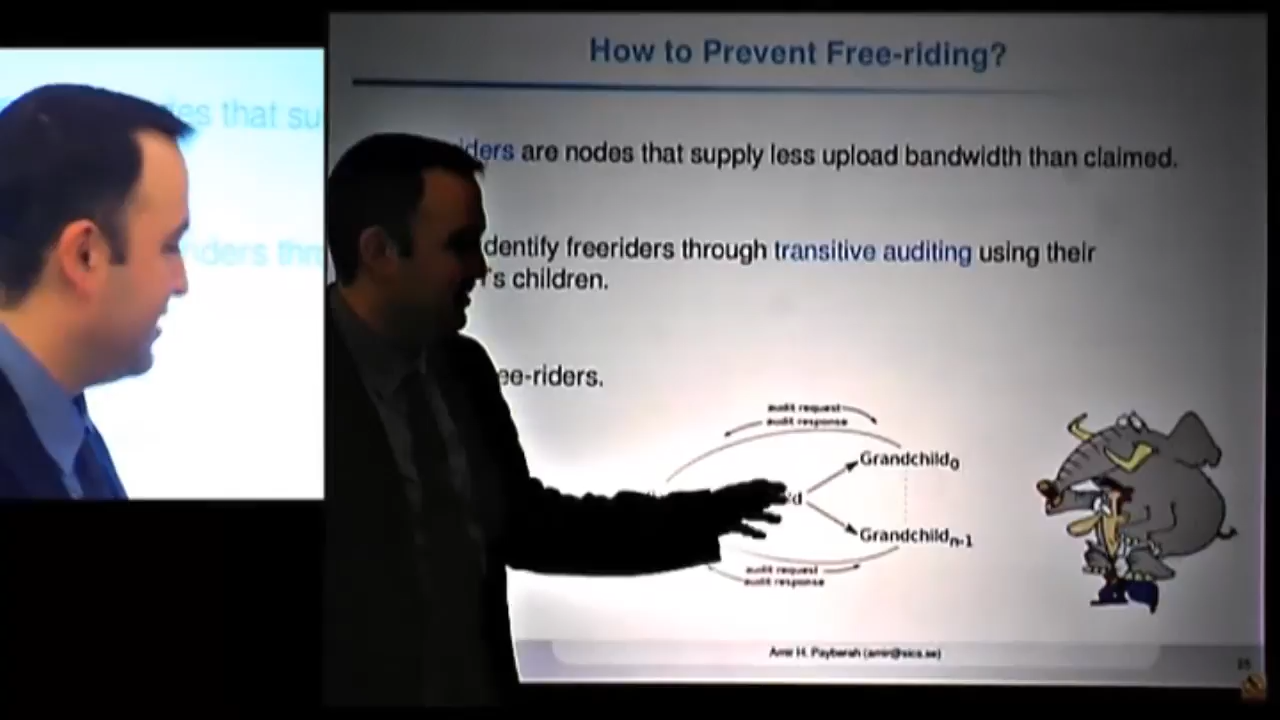 es that su
How to Prevent Free-riding?
iders are nodes that supply less upload bandwidth than claimed.
riders thr
dentify freeriders through transitive auditing using their
r's children.
ee-riders.
audit request
audit response
Grandchild0
'd
Grandchildn-1
audit request
audit response
Amir H. Payberah (amir@sics.se)